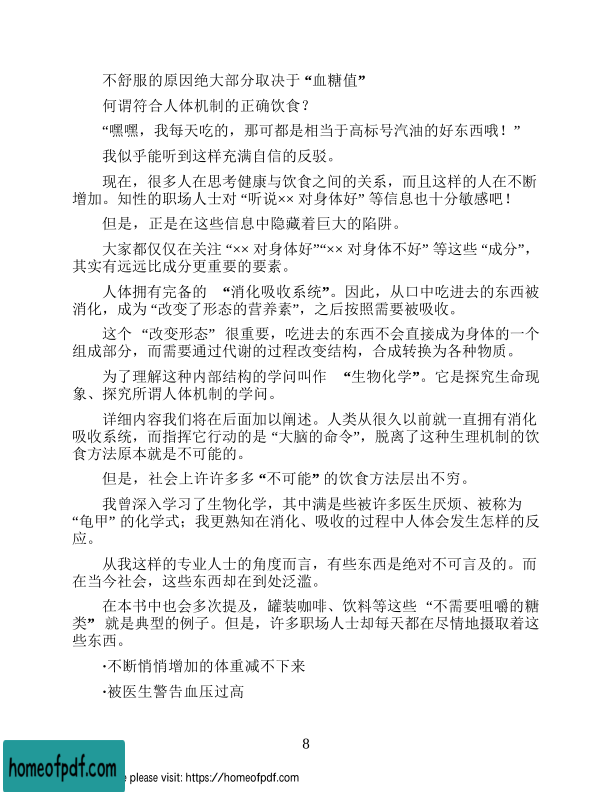 不舒服的原因绝大部分取决于“血糖值”
何谓符合人体机制的正确饮食？
“嘿嘿，我每天吃的，那可都是相当于高标号汽油的好东西哦！”
我似乎能听到这样充满自信的反驳。
现在，很多人在思考健康与饮食之间的关系，而且这样的人在不断
增加。知性的职场人士对 “听说×× 对身体好” 等信息也十分敏感吧！
但是，正是在这些信息中隐藏着巨大的陷阱。
大家都仅仅在关注 “×× 对身体好”“×× 对身体不好” 等这些 “成分”，
其实有远远比成分更重要的要素。
人体拥有完备的 “消化吸收系统”。因此，从口中吃进去的东西被
消化，成为 “改变了形态的营养素”，之后按照需要被吸收。
这个 “改变形态” 很重要，吃进去的东西不会直接成为身体的一个
组成部分，而需要通过代谢的过程改变结构，合成转换为各种物质。
为了理解这种内部结构的学问叫作 “生物化学”。它是探究生命现
象、探究所谓人体机制的学问。
详细内容我们将在后面加以阐述。人类从很久以前就一直拥有消化
吸收系统，而指挥它行动的是 “大脑的命令”，脱离了这种生理机制的饮
食方法原本就是不可能的。
但是，社会上许许多多 “不可能” 的饮食方法层出不穷。
我曾深入学习了生物化学，其中满是些被许多医生厌烦、被称为
“龟甲” 的化学式；我更熟知在消化、吸收的过程中人体会发生怎样的反
应。
从我这样的专业人士的角度而言，有些东西是绝对不可言及的。而
在当今社会，这些东西却在到处泛滥。
在本书中也会多次提及，罐装咖啡、饮料等这些 “不需要咀嚼的糖
类” 就是典型的例子。但是，许多职场人士却每天都在尽情地摄取着这
些东西。
·不断悄悄增加的体重减不下来
·被医生警告血压过高
8
homeofpdf.com
please visit: https://homeofpdf.com